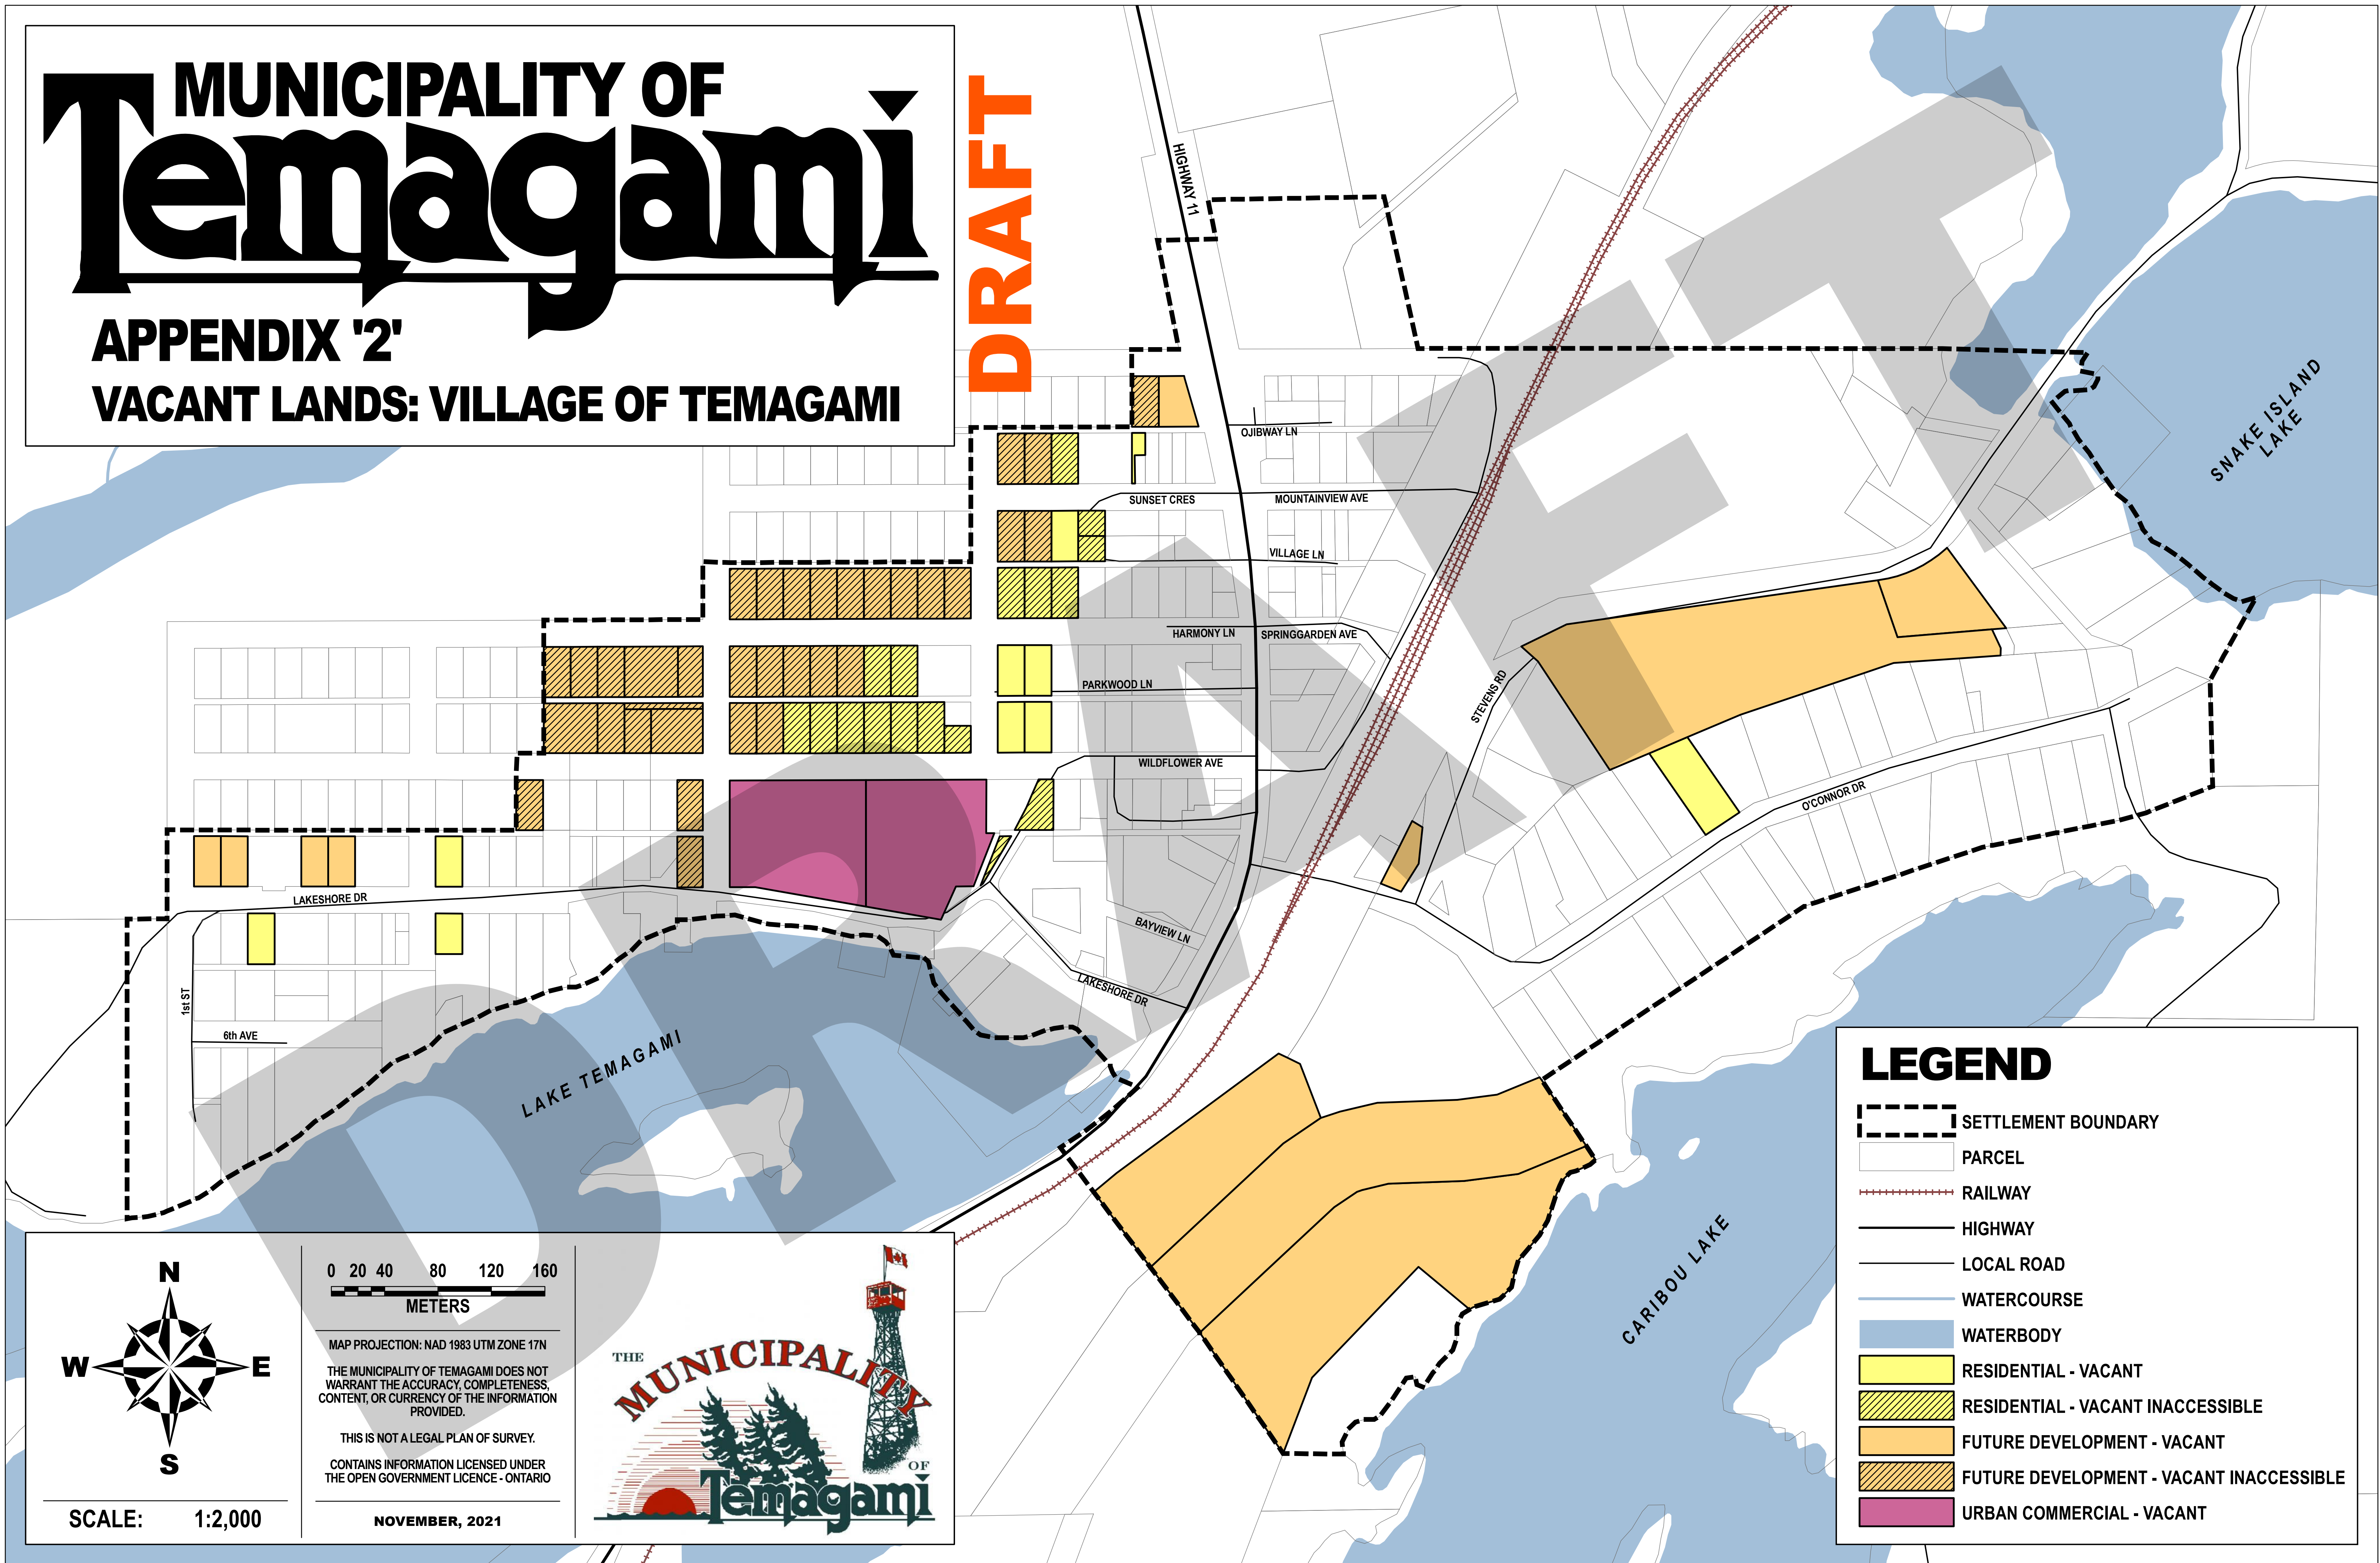 MUNICIPALITY OF
Temagami
APPENDIX '2'
VACANT LANDS: VILLAGE OF TEMAGAMI
DRAFT
DRAFT
HIGHWAY 11
OJIBWAY LN
SUNSET CRES
MOUNTAINVIEW AVE
VILLAGE LN
HARMONY LN
SPRINGGARDEN AVE
PARKWOOD LN
STEVENS RD
WILDFLOWER AVE
O'CONNOR DR
LAKESHORE DR
BAYVIEW LN
LAKESHORE DR
1st ST
6th AVE
LAKE TEMAGAMI
SNAKE ISLAND
LAKE
CARIBOU LAKE
N
W
E
S
SCALE: 1:2,000
0 20 40 80 120 160
METERS
MAP PROJECTION: NAD 1983 UTM ZONE 17N
THE MUNICIPALITY OF TEMAGAMI DOES NOT
WARRANT THE ACCURACY, COMPLETENESS,
CONTENT, OR CURRENCY OF THE INFORMATION
PROVIDED.
THIS IS NOT A LEGAL PLAN OF SURVEY.
CONTAINS INFORMATION LICENSED UNDER
THE OPEN GOVERNMENT LICENCE - ONTARIO
NOVEMBER, 2021
THE
MUNICIPALITY
OF
Temagami
LEGEND
SETTLEMENT BOUNDARY
PARCEL
RAILWAY
HIGHWAY
LOCAL ROAD
WATERCOURSE
WATERBODY
RESIDENTIAL - VACANT
RESIDENTIAL - VACANT INACCESSIBLE
FUTURE DEVELOPMENT - VACANT
FUTURE DEVELOPMENT - VACANT INACCESSIBLE
URBAN COMMERCIAL - VACANT